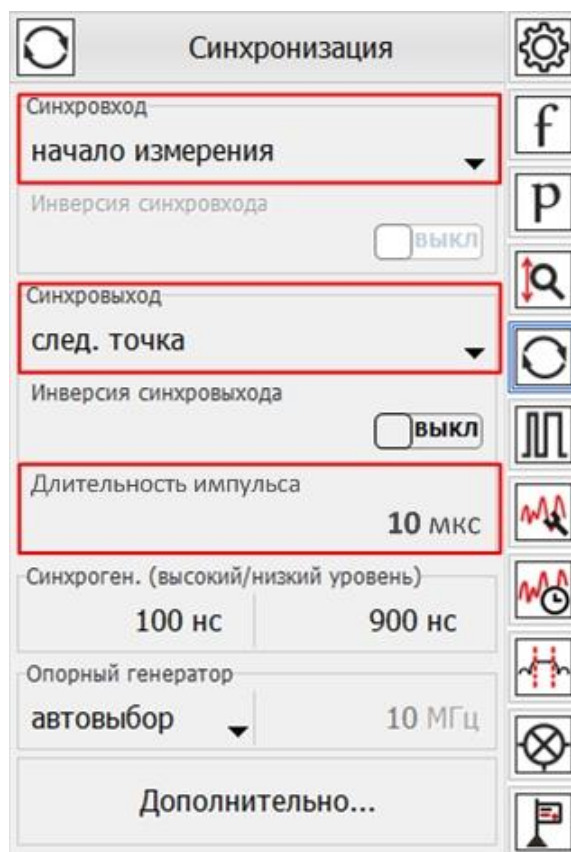 Синхронизация
Синхровход
начало измерения
Инверсия синхровхода
выкл
Синхровыход
след. точка
Инверсия синхровыхода
выкл
Длительность импульса
10 мкс
Синхроген. (высокий/низкий уровень)
100 нс 900 нс
Опорный генератор
автовыбор 10 МГц
Дополнительно...
f
p